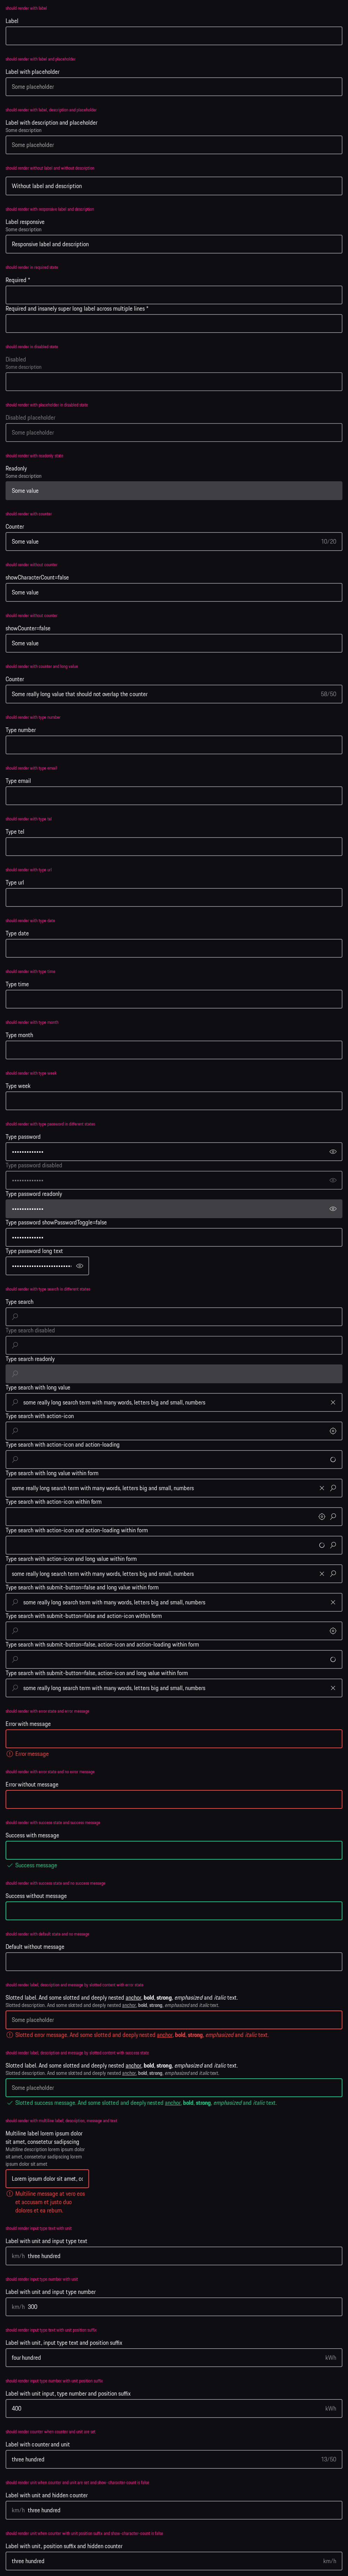 should render with label
Label
should render with label and placeholder
Label with placeholder
Some placeholder
should render with label, description and placeholder
Label with description and placeholder
Some description
Some placeholder
should render without label and without description
Without label and description
should render with responsive label and description
Label responsive
Some description
Responsive label and description
should render in required state
Required *
Required and insanely super long label across multiple lines *
should render in disabled state
Disabled
Some description
should render with placeholder in disabled state
Disabled placeholder
Some placeholder
should render with readonly state
Readonly
Some description
Some value
should render with counter
Counter
Some value 10/20
should render without counter
showCharacterCount=false
Some value
should render without counter
showCounter=false
Some value
should render with counter and long value
Counter
Some really long value that should not overlap the counter 58/60
should render with type number
Type number
should render with type email
Type email
should render with type tel
Type tel
should render with type url
Type url
should render with type date
Type date
should render with type time
Type time
should render with type month
Type month
should render with type week
Type week
should render with type password in different states
Type password
Type password disabled
Type password readonly
Type password showPasswordToggle=false
Type password long text
should render with type search in different states
Type search
Type search disabled
Type search readonly
Type search with long value
some really long search term with many words, letters big and small, numbers
Type search with action-icon
Type search with action-icon and action-loading
Type search with long value within form
some really long search term with many words, letters big and small, numbers
Type search with action-icon within form
Type search with action-icon and action-loading within form
Type search with action-icon and long value within form
some really long search term with many words, letters big and small, numbers
Type search with submit-button=false and long value within form
some really long search term with many words, letters big and small, numbers
Type search with submit-button=false and action-icon within form
Type search with submit-button=false, action-icon and action-loading within form
Type search with submit-button=false, action-icon and long value within form
some really long search term with many words, letters big and small, numbers
should render with error state and error message
Error with message
Error message
should render with error state and no error message
Error without message
should render with success state and success message
Success with message
Success message
should render with success state and no success message
Success without message
should render with default state and no message
Default without message
should render label, description and message by slotted content with error state
Slotted label. And some slotted and deeply nested anchor, bold, strong, emphasized and italic text.
Slotted description. And some slotted and deeply nested anchor, bold, strong, emphasized and italic text.
Some placeholder
Slotted error message. And some slotted and deeply nested anchor, bold, strong, emphasized and italic text.
should render label, description and message by slotted content with success state
Slotted label. And some slotted and deeply nested anchor, bold, strong, emphasized and italic text.
Slotted description. And some slotted and deeply nested anchor, bold, strong, emphasized and italic text.
Some placeholder
Slotted success message. And some slotted and deeply nested anchor, bold, strong, emphasized and italic text.
should render with multiline label, description, message and text
Multiline label lorem ipsum dolor
sit amet, consetetur sadipscing
Multiline description lorem ipsum dolor
sit amet, consetetur sadipscing lorem
ipsum dolor sit amet
Lorem ipsum dolor sit amet, co
Multiline message at vero eos
et accusam et justo duo
dolores et ea rebum.
should render input type text with unit
Label with unit and input type text
km/h three hundred
should render input type number with unit
Label with unit and input type number
km/h 300
should render input type text with unit position suffix
Label with unit, input type text and position suffix
four hundred kWh
should render input type number with unit position suffix
Label with unit input, type number and position suffix
400 kWh
should render counter when counter and unit are set
Label with counter and unit
three hundred 13/50
should render unit when counter and unit are set and show-character-count is false
Label with unit and hidden counter
km/h three hundred
should render unit when counter with unit position suffix and show-character-count is false
Label with unit, position suffix and hidden counter
three hundred km/h